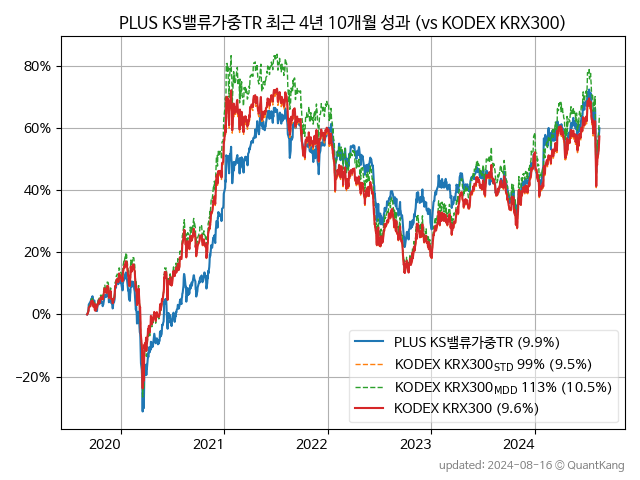 PLUS KS밸류가중TR 최근 4년 10개월 성과 (vs KODEX KRX300)
80%
60%
40%
20%
0%
−20%
PLUS KS밸류가중TR (9.9%)
KODEX KRX300STD 99% (9.5%)
KODEX KRX300MDD 113% (10.5%)
KODEX KRX300 (9.6%)
2020 2021 2022 2023 2024
updated: 2024-08-16 © QuantKang